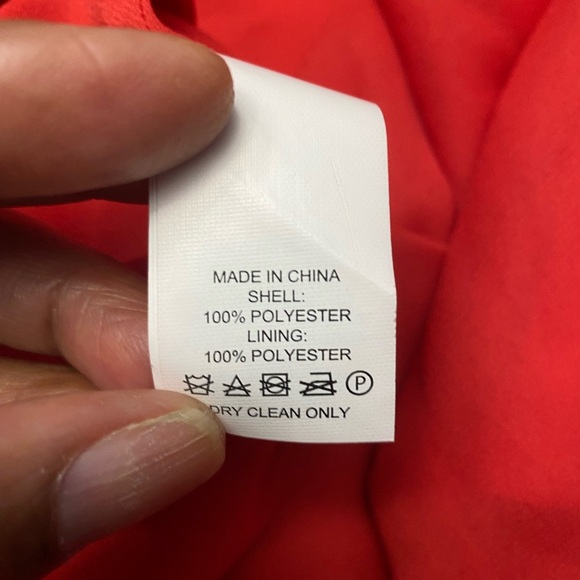 MADE IN CHINA
SHELL:
100% POLYESTER
LINING:
100% POLYESTER
P
DRY CLEAN ONLY